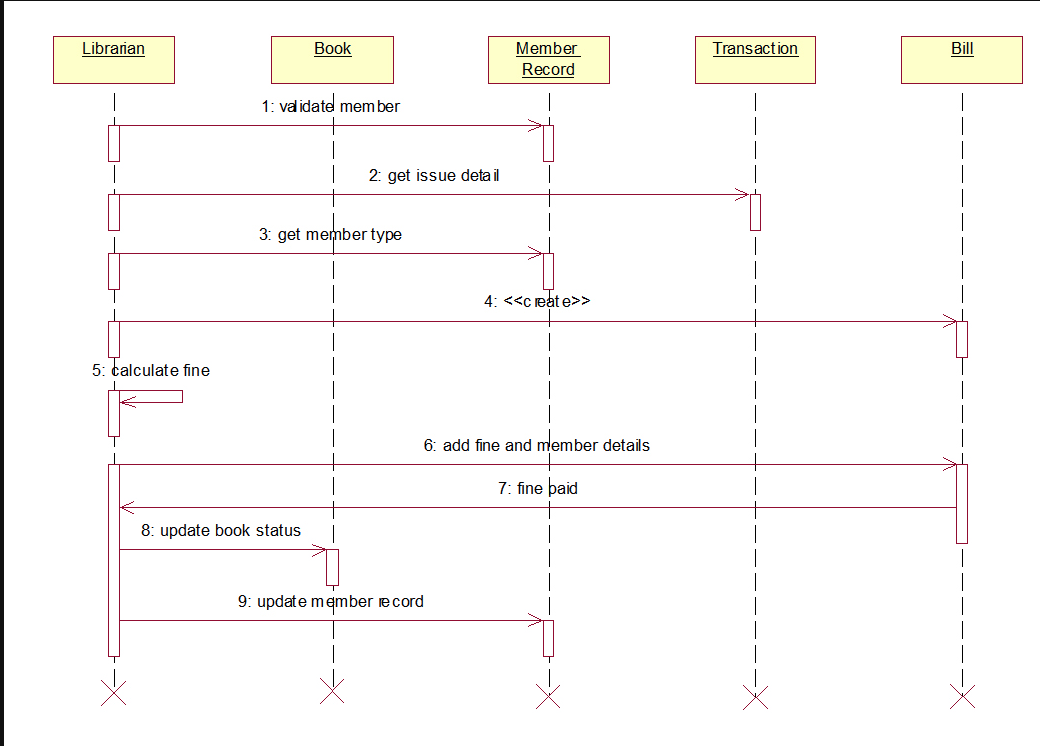 Librarian
Book
Member
Record
Transaction
Bill
1: validate member
2: get issue detail
3: get member type
4: <<create>>
5: calculate fine
6: add fine and member details
7: fine paid
8: update book status
9: update member record